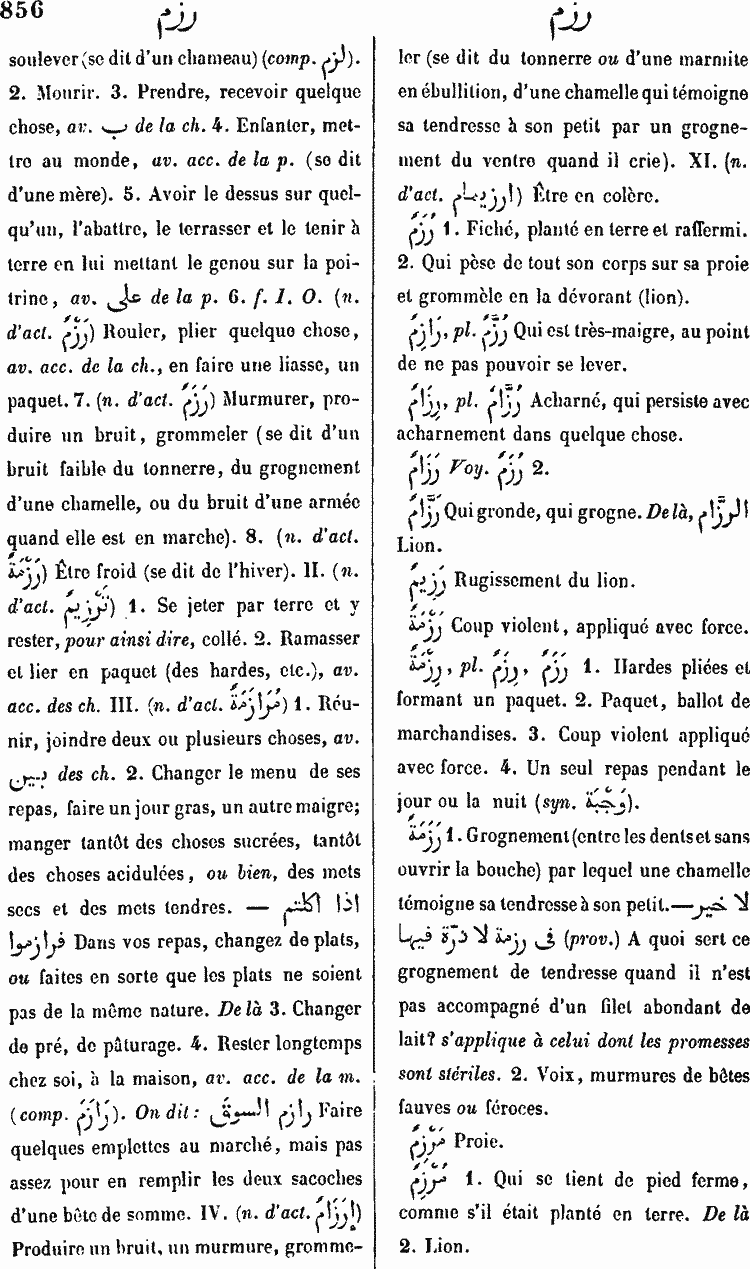 856
رزم
رزم
soulever (se dit d'un chameau) (comp. لزم).
2. Mourir. 3. Prendre, recevoir quelque
chose, av. ب de la ch. 4. Enfanter, met-
tre au monde, av. acc. de la p. (se dit
d'une mère). 5. Avoir le dessus sur quel-
qu'un, l'abattre, le terrasser et le tenir à
terre en lui mettant le genou sur la poi-
trine, av. على de la p. 6. f. I. O. (n.
d'act. رَزْمٌ) Rouler, plier quelque chose,
av. acc. de la ch., en faire une liasse, un
paquet. 7. (n. d'act. رَزْمٌ) Murmurer, pro-
duire un bruit, grommeler (se dit d'un
bruit faible du tonnerre, du grognement
d'une chamelle, ou du bruit d'une armée
quand elle est en marche). 8. (n. d'act.
رَزْمَةٌ) Être froid (se dit de l'hiver). II. (n.
d'act. تَرْزِيمٌ) 1. Se jeter par terre et y
rester, pour ainsi dire, collé. 2. Ramasser
et lier en paquet (des hardes, etc.), av.
acc. des ch. III. (n. d'act. مُرَازَمَةٌ) 1. Réu-
nir, joindre deux ou plusieurs choses, av.
بين des ch. 2. Changer le menu de ses
repas, faire un jour gras, un autre maigre;
manger tantôt des choses sucrées, tantôt
des choses acidulées, ou bien, des mets
secs et des mets tendres. — اذا اكلتم
فرازموا Dans vos repas, changez de plats,
ou faites en sorte que les plats ne soient
pas de la même nature. De là 3. Changer
de pré, de pâturage. 4. Rester longtemps
chez soi, à la maison, av. acc. de la m.
(comp. رَازَمَ). On dit: رازم السوق Faire
quelques emplettes au marché, mais pas
assez pour en remplir les deux sacoches
d'une bête de somme. IV. (n. d'act. إِرْزَامٌ)
Produire un bruit, un murmure, gromme-
ler (se dit du tonnerre ou d'une marmite
en ébullition, d'une chamelle qui témoigne
sa tendresse à son petit par un grogne-
ment du ventre quand il crie). XI. (n.
d'act. ارزيمام) Être en colère.
رُزَمٌ 1. Fiché, planté en terre et raffermi.
2. Qui pèse de tout son corps sur sa proie
et grommèle en la dévorant (lion).
رَازِمٌ, pl. رُزَّمٌ Qui est très-maigre, au point
de ne pas pouvoir se lever.
رِزَامٌ, pl. رُزَّامٌ Acharné, qui persiste avec
acharnement dans quelque chose.
رُزَامٌ Voy. رُزَمٌ 2.
رَزَّامٌ Qui gronde, qui grogne. De là, الرزّام
Lion.
رَزِيمٌ Rugissement du lion.
رَزْمَةٌ Coup violent, appliqué avec force.
رِزْمَةٌ, pl. رِزَمٌ, رِزَمٌ 1. Hardes pliées et
formant un paquet. 2. Paquet, ballot de
marchandises. 3. Coup violent appliqué
avec force. 4. Un seul repas pendant le
jour ou la nuit (syn. وَجْبَةٌ).
رَزَمَةٌ 1. Grognement (entre les dents et sans
ouvrir la bouche) par lequel une chamelle
témoigne sa tendresse à son petit. — لا خير
فى رزمة لا درّة فيها (prov.) A quoi sert ce
grognement de tendresse quand il n'est
pas accompagné d'un filet abondant de
lait? s'applique à celui dont les promesses
sont stériles. 2. Voix, murmures de bêtes
fauves ou féroces.
مُرْزِمٌ Proie.
مُرْزِمٌ 1. Qui se tient de pied ferme,
comme s'il était planté en terre. De là
2. Lion.